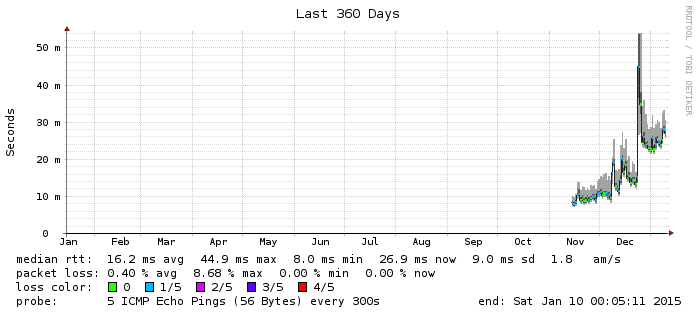 Last 360 Days
RRDTOOL / TOBI OETIKER
Seconds
50 m
40 m
30 m
20 m
10 m
0
Jan Feb Mar Apr May Jun Jul Aug Sep Oct Nov Dec
median rtt: 16.2 ms avg 44.9 ms max 8.0 ms min 26.9 ms now 9.0 ms sd 1.8 am/s
packet loss: 0.40 % avg 8.68 % max 0.00 % min 0.00 % now
loss color: 0 1/5 2/5 3/5 4/5
probe: 5 ICMP Echo Pings (56 Bytes) every 300s end: Sat Jan 10 00:05:11 2015